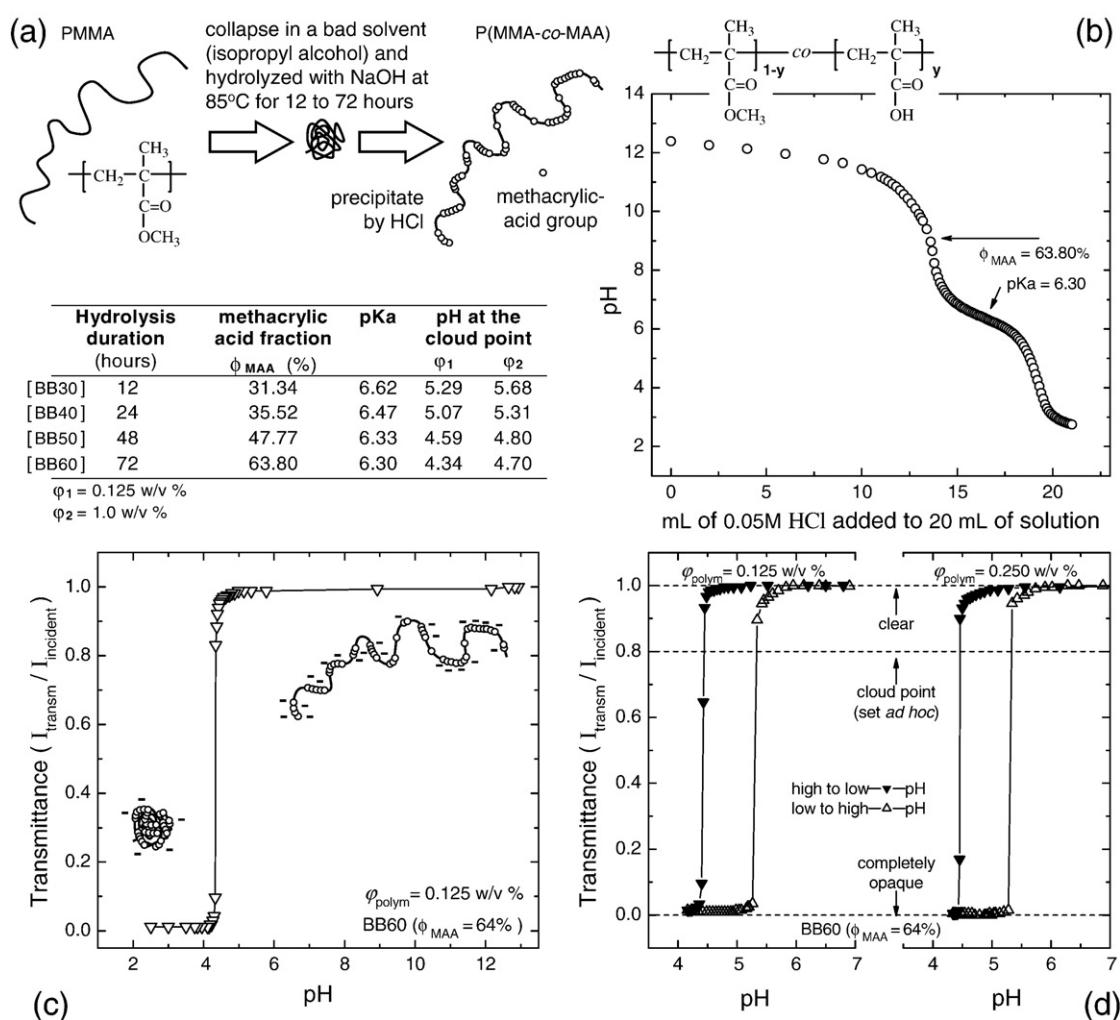 (a)
PMMA
collapse in a bad solvent
(isopropyl alcohol) and
hydrolyzed with NaOH at
85°C for 12 to 72 hours
P(MMA-co-MAA)
CH₃
CH₂ C
C=O
OCH₃
precipitate
by HCl
methacrylic-
acid group
Hydrolysis duration (hours) methacrylic acid fraction ϕMAA (%) pKa pH at the cloud point φ₁ φ₂
[BB30] 12 31.34 6.62 5.29 5.68
[BB40] 24 35.52 6.47 5.07 5.31
[BB50] 48 47.77 6.33 4.59 4.80
[BB60] 72 63.80 6.30 4.34 4.70
φ₁ = 0.125 w/v %
φ₂ = 1.0 w/v %
(b)
CH₃ CH₃
CH₂ C 1-y co CH₂ C y
C=O C=O
OCH₃ OH
14
12
10
8
6
4
2
pH
ϕMAA = 63.80%
pKa = 6.30
0 5 10 15 20
mL of 0.05M HCl added to 20 mL of solution
Transmittance ( Itransm / Iincident )
1.0
0.8
0.6
0.4
0.2
0.0
φpolym = 0.125 w/v %
BB60 (ϕMAA = 64% )
2 4 6 8 10 12
pH
(c)
Transmittance ( Itransm / Iincident )
1.0
0.8
0.6
0.4
0.2
0.0
φpolym = 0.125 w/v % φpolym = 0.250 w/v %
clear
cloud point
(set ad hoc)
high to low pH
low to high pH
completely
opaque
BB60 (ϕMAA = 64%)
4 5 6 7 4 5 6 7
pH pH
(d)